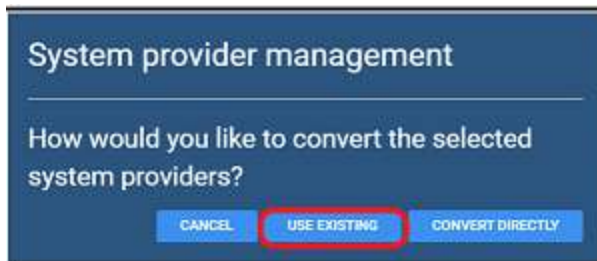 System provider management
How would you like to convert the selected
system providers?
CANCEL USE EXISTING CONVERT DIRECTLY